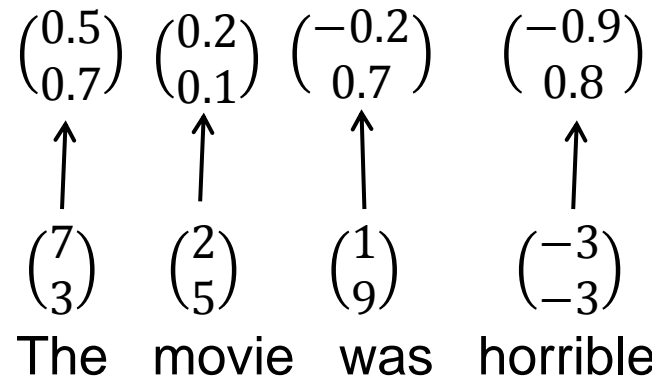 (0.5 0.7) (0.2 0.1) (−0.2 0.7) (−0.9 0.8)
(7 3) (2 5) (1 9) (−3 −3)
The movie was horrible